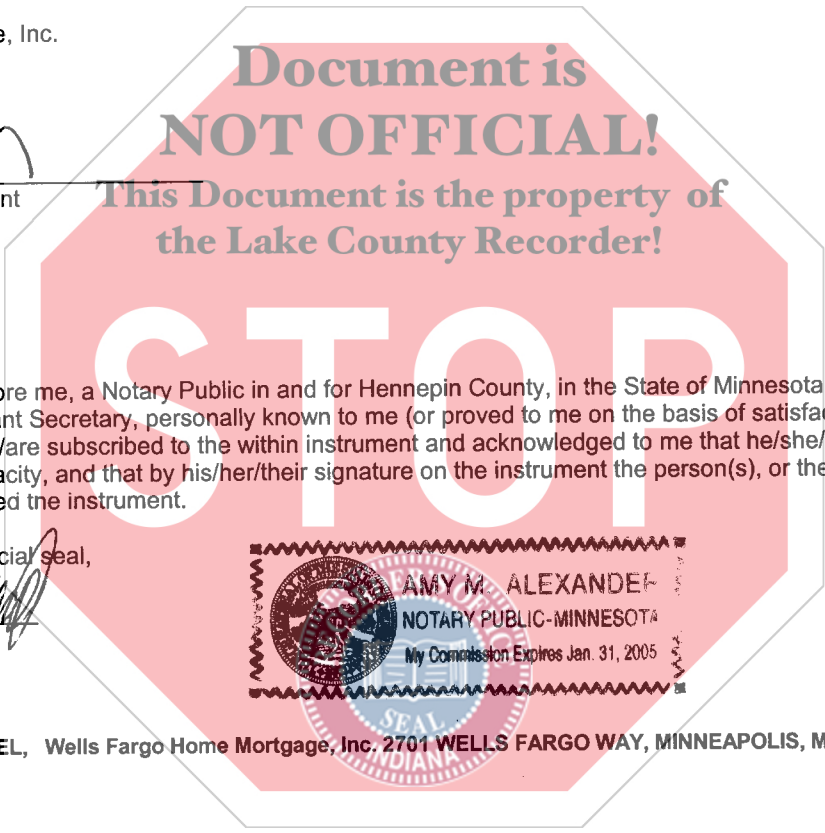 e, Inc.
Document is
NOT OFFICIAL!
This Document is the property of
the Lake County Recorder!
nt
STOP
ore me, a Notary Public in and for Hennepin County, in the State of Minnesota
nt Secretary, personally known to me (or proved to me on the basis of satisfac
/are subscribed to the within instrument and acknowledged to me that he/she/
acity, and that by his/her/their signature on the instrument the person(s), or the
ed the instrument.
cial seal,
AMY M. ALEXANDER
NOTARY PUBLIC-MINNESOTA
My Commission Expires Jan. 31, 2005
SEAL
INDIANA
EL, Wells Fargo Home Mortgage, Inc. 2701 WELLS FARGO WAY, MINNEAPOLIS, M